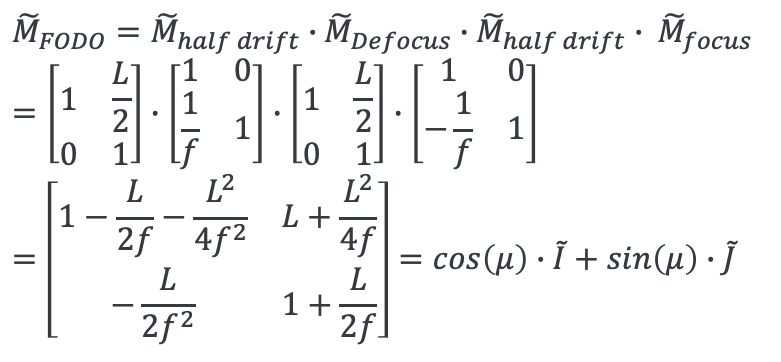 M̃_FODO = M̃_half drift · M̃_Defocus · M̃_half drift · M̃_focus
= [1 L/2; 0 1] · [1 0; 1/f 1] · [1 L/2; 0 1] · [1 0; -1/f 1]
= [1 - L/2f - L²/4f² L + L²/4f; -L/2f² 1 + L/2f] = cos(μ) · Ĩ + sin(μ) · J̃